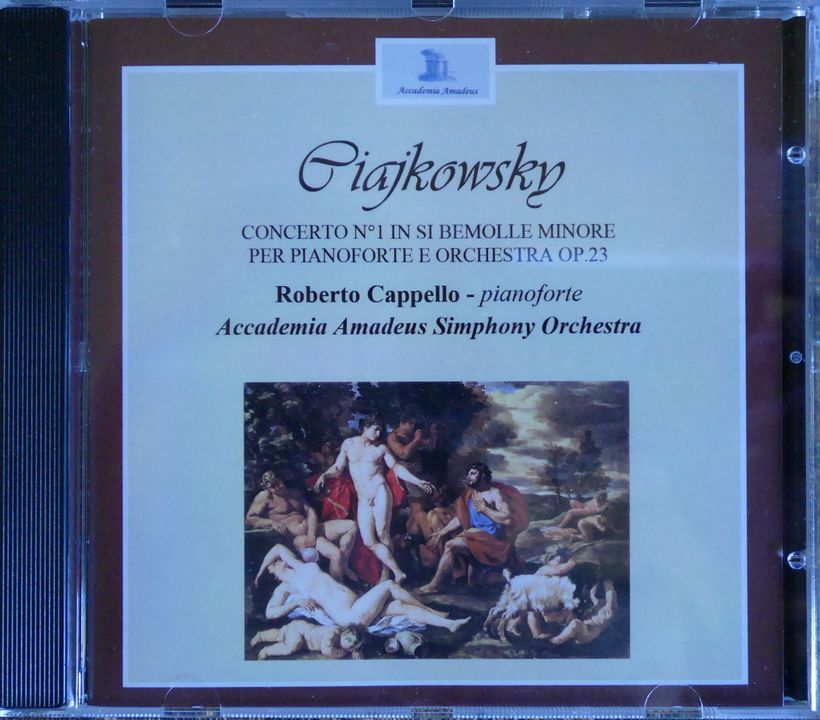 Accademia Amadeus
Ciajkowsky
CONCERTO N°1 IN SI BEMOLLE MINORE
PER PIANOFORTE E ORCHESTRA OP.23
Roberto Cappello - pianoforte
Accademia Amadeus Simphony Orchestra